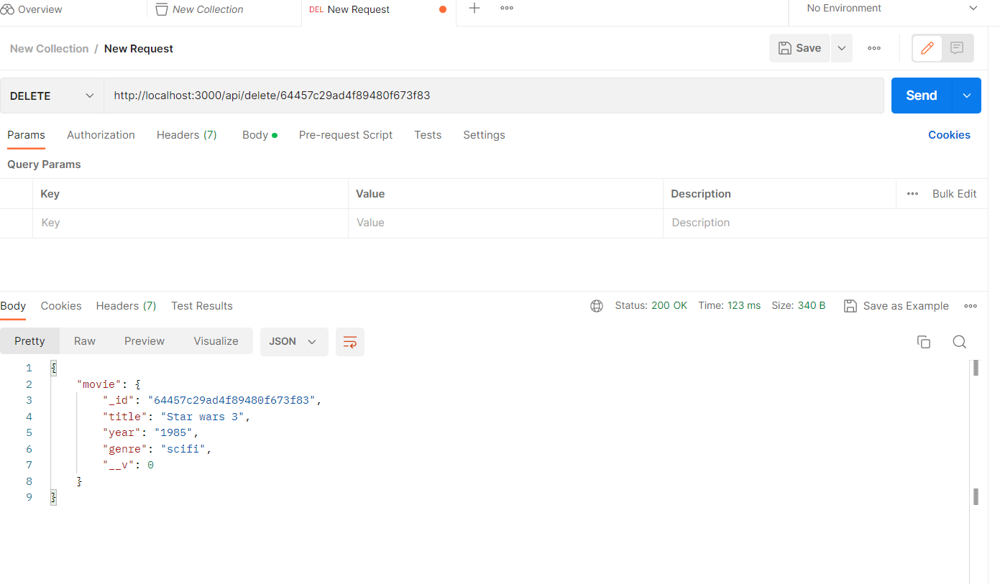 Overview New Collection DEL New Request No Environment
New Collection / New Request Save
DELETE http://localhost:3000/api/delete/64457c29ad4f89480f673f83 Send
Params Authorization Headers (7) Body Pre-request Script Tests Settings Cookies
Query Params
Key Value Description Bulk Edit
Key Value Description
Body Cookies Headers (7) Test Results Status: 200 OK Time: 123 ms Size: 340 B Save as Example
Pretty Raw Preview Visualize JSON
1 {
2 "movie": {
3 "_id": "64457c29ad4f89480f673f83",
4 "title": "Star wars 3",
5 "year": "1985",
6 "genre": "scifi",
7 "__v": 0
8 }
9 }